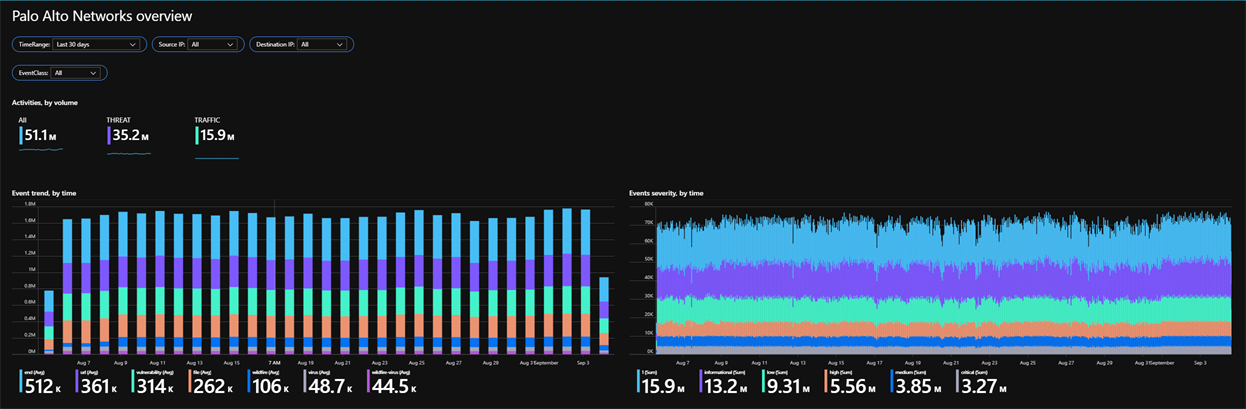 Palo Alto Networks overview
TimeRange: Last 30 days
Source IP: All
Destination IP: All
EventClass: All
Activities, by volume
All
THREAT
TRAFFIC
51.1 M
35.2 M
15.9 M
Event trend, by time
1.8M
1.6M
1.4M
1.2M
1M
0.8M
0.6M
0.4M
0.2M
0M
Aug 7 Aug 9 Aug 11 Aug 13 Aug 15 7 AM Aug 19 Aug 21 Aug 23 Aug 25 Aug 27 Aug 29 Aug 31 September Sep 3
end (Avg) url (Avg) vulnerability (Avg) file (Avg) wildfire (Avg) virus (Avg) wildfire-virus (Avg)
512 K 361 K 314 K 262 K 106 K 48.7 K 44.5 K
Events severity, by time
80K
70K
60K
50K
40K
30K
20K
10K
0K
Aug 7 Aug 9 Aug 11 Aug 13 Aug 15 Aug 17 Aug 19 Aug 21 Aug 23 Aug 25 Aug 27 Aug 29 Aug 31 September Sep 3
informational (Sum) low (Sum) high (Sum) medium (Sum) critical (Sum)
15.9 M 13.2 M 9.31 M 5.56 M 3.85 M 3.27 M